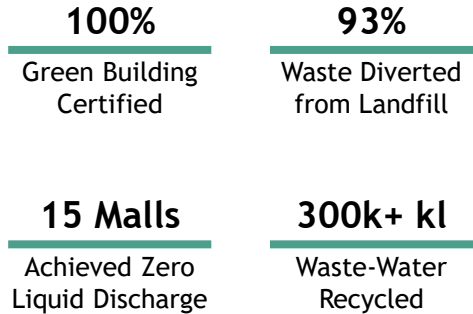 100%
Green Building
Certified
93%
Waste Diverted
from Landfill
15 Malls
Achieved Zero
Liquid Discharge
300k+ kl
Waste-Water
Recycled